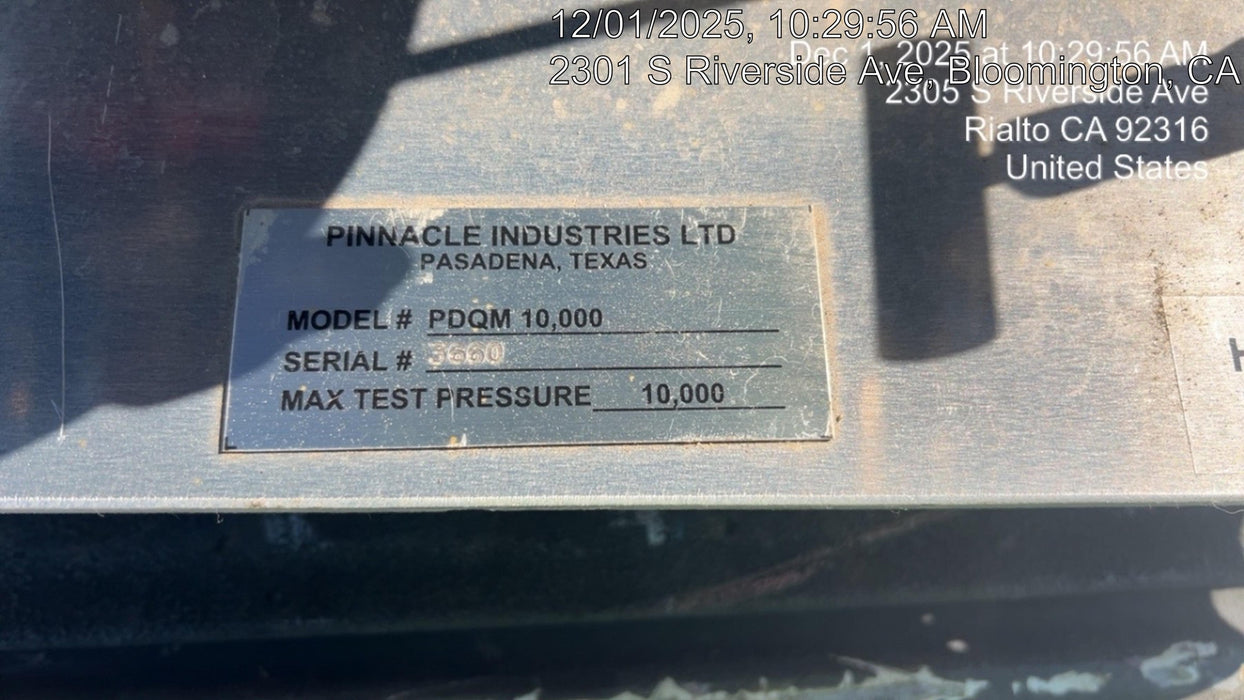 12/01/2025, 10:29:56 AM
2301 S Riverside Ave, Bloomington, CA
Dec 1, 2025 at 10:29:56 AM
2305 S Riverside Ave
Rialto CA 92316
United States
PINNACLE INDUSTRIES LTD
PASADENA, TEXAS
MODEL # PDQM 10,000
SERIAL # 3660
MAX TEST PRESSURE 10,000
H